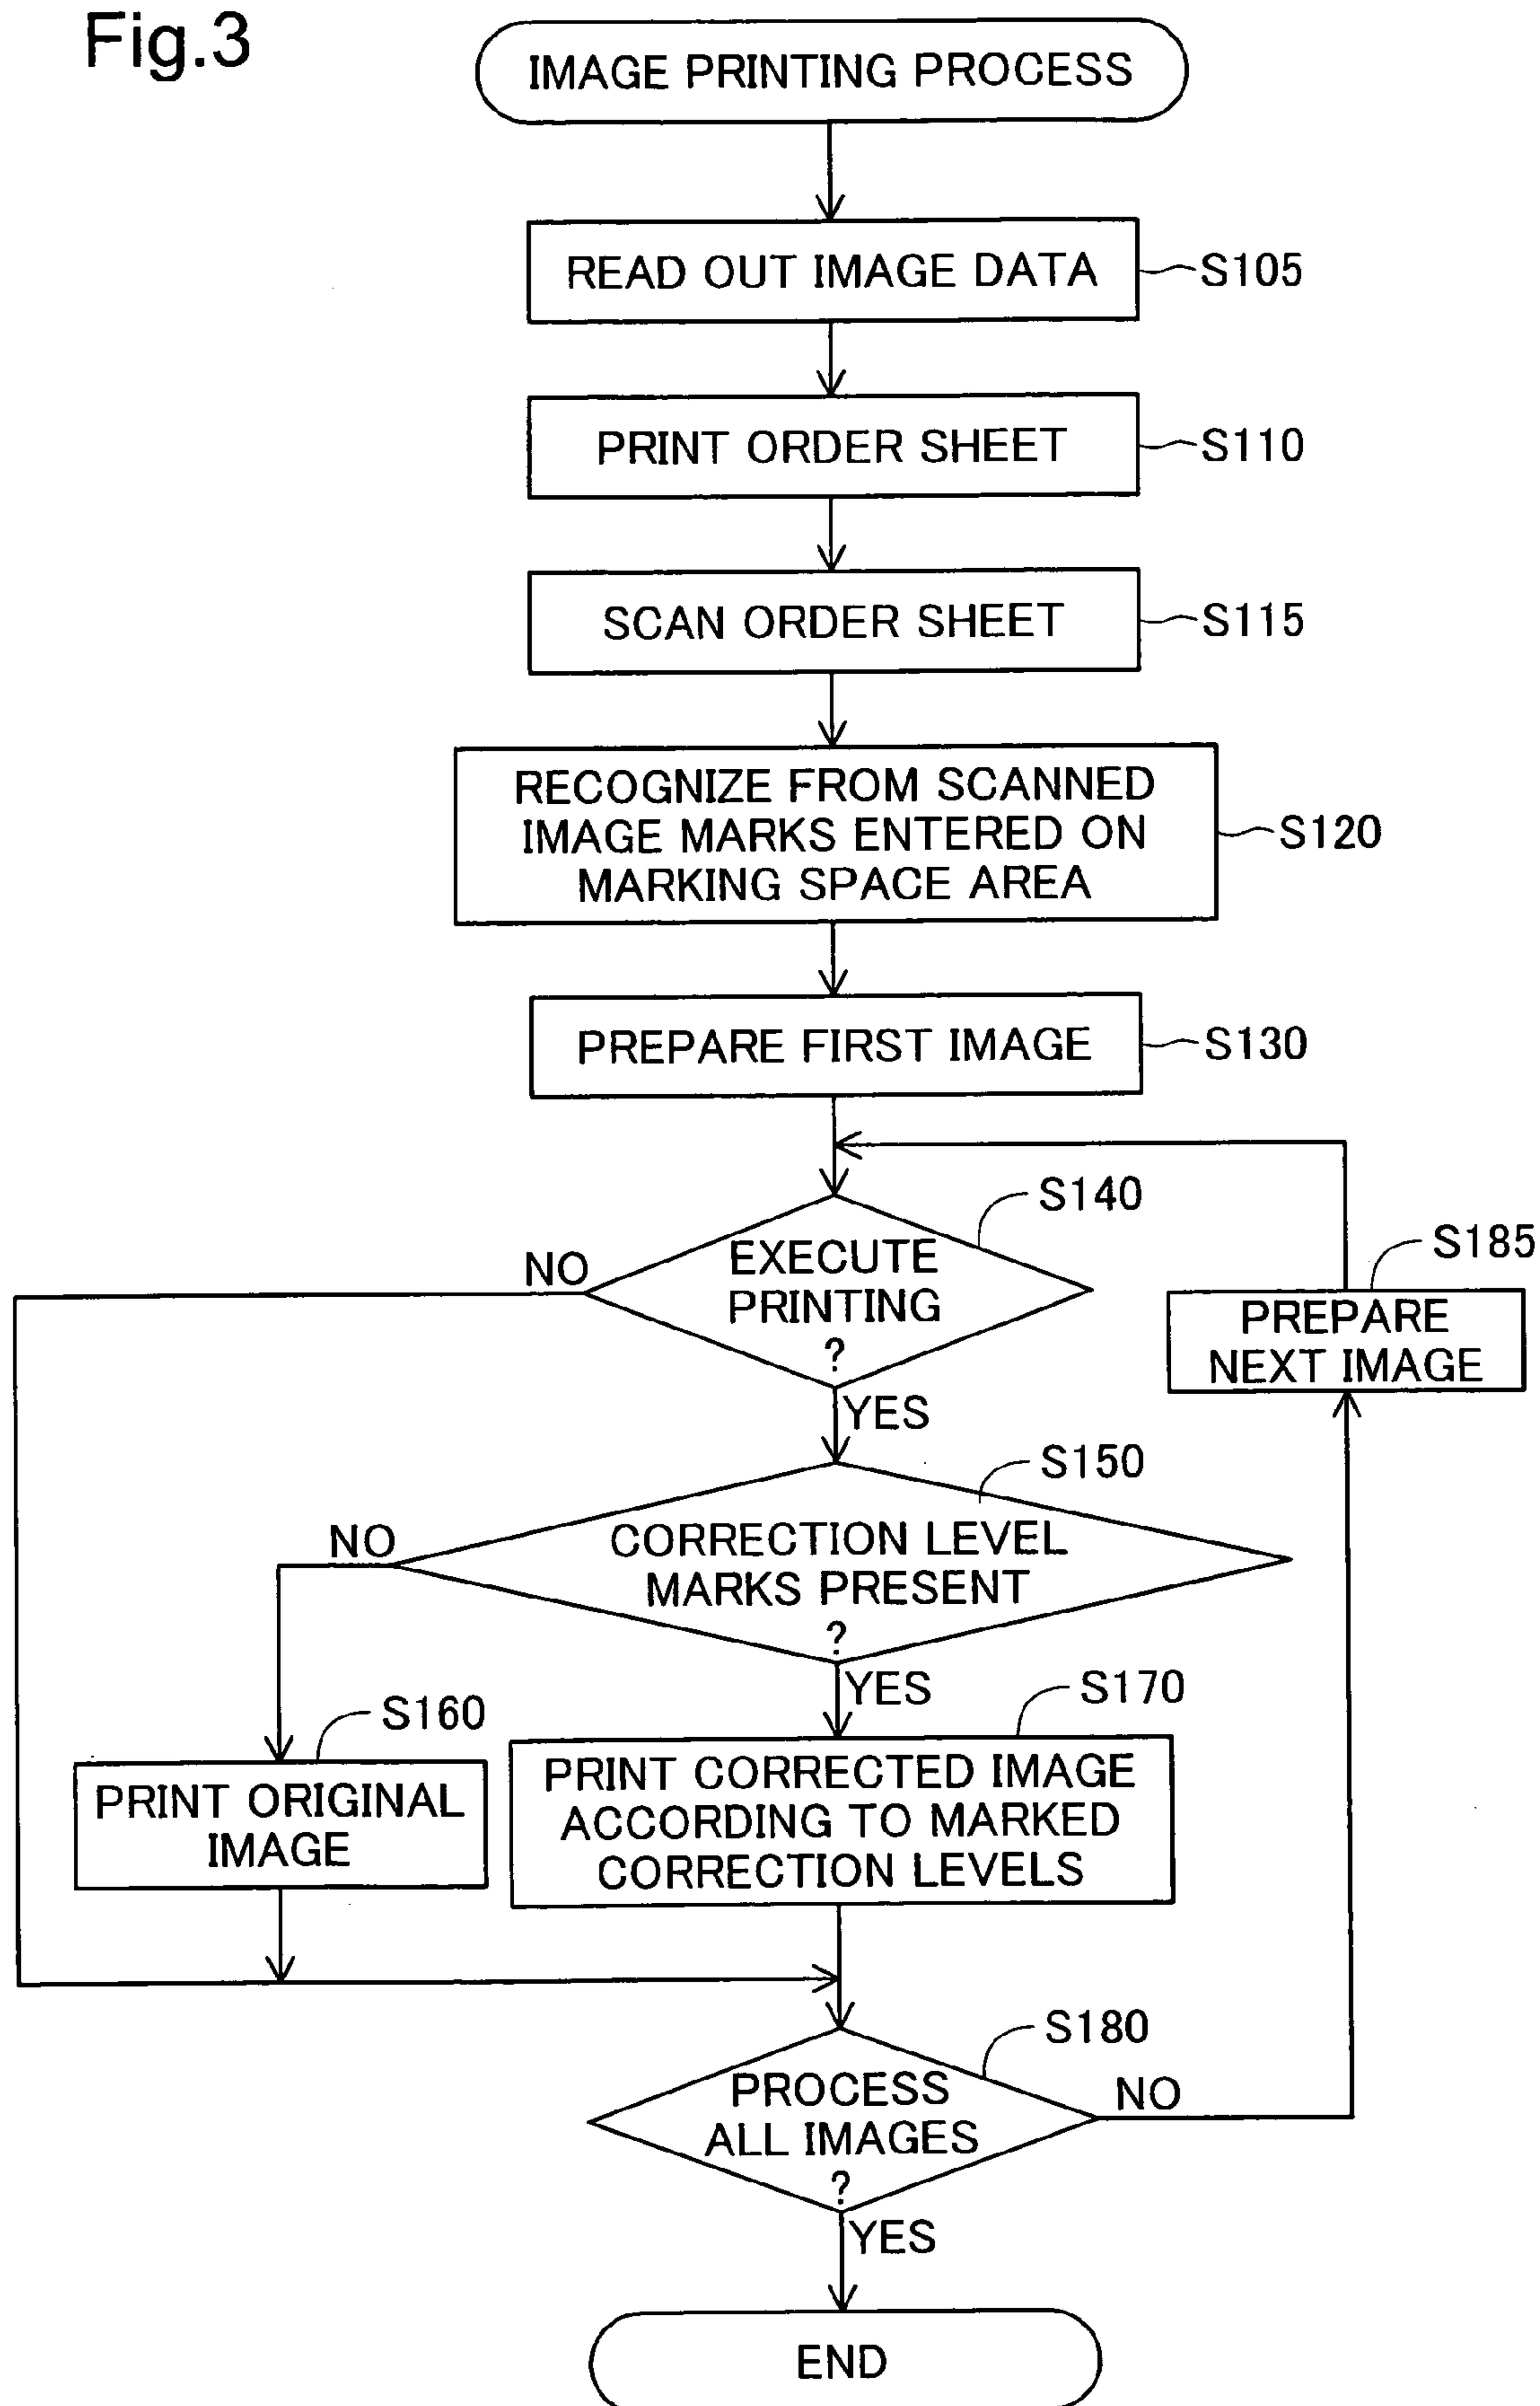 Fig.3
IMAGE PRINTING PROCESS
READ OUT IMAGE DATA
S105
PRINT ORDER SHEET
S110
SCAN ORDER SHEET
S115
RECOGNIZE FROM SCANNED
IMAGE MARKS ENTERED ON
MARKING SPACE AREA
S120
PREPARE FIRST IMAGE
S130
S140
EXECUTE
PRINTING
?
NO
YES
S185
PREPARE
NEXT IMAGE
S150
CORRECTION LEVEL
MARKS PRESENT
?
NO
YES
S160
PRINT ORIGINAL
IMAGE
S170
PRINT CORRECTED IMAGE
ACCORDING TO MARKED
CORRECTION LEVELS
S180
PROCESS
ALL IMAGES
?
NO
YES
END